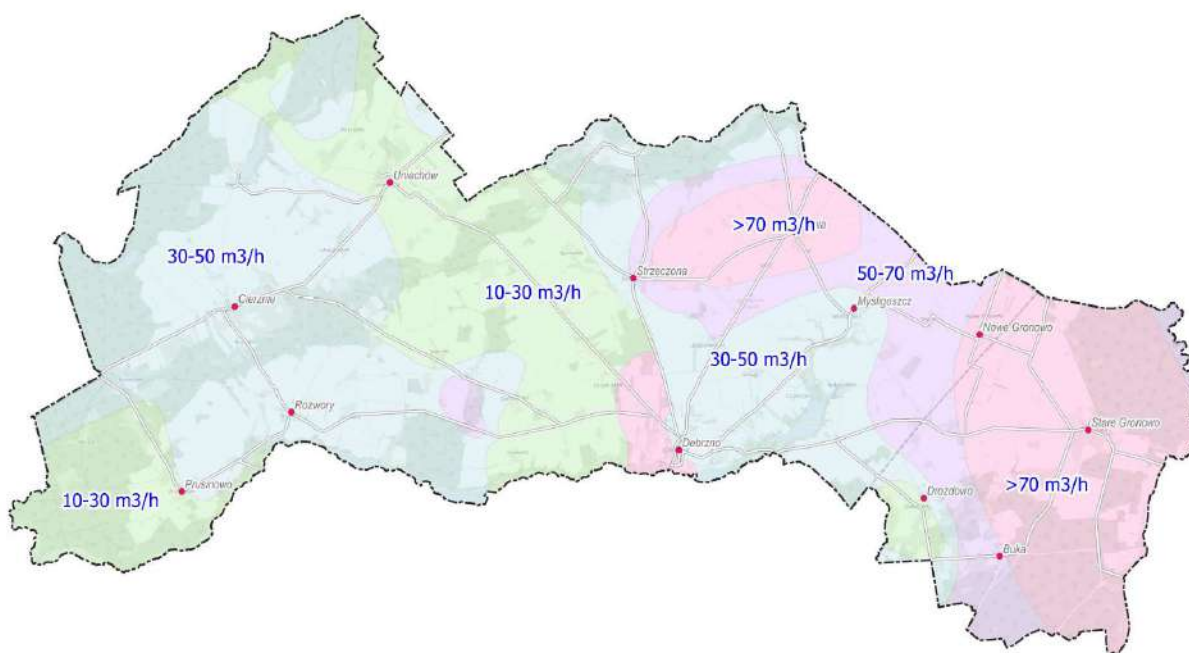 Uniechów
>70 m3/h
30-50 m3/h
50-70 m3/h
Strzeczona
10-30 m3/h
Cierznie
Myśligoszcz
Nowe Gronowo
30-50 m3/h
Rozwory
Stare Gronowo
Debrzno
10-30 m3/h
Prusinowo
Drozdowo
>70 m3/h
Buka